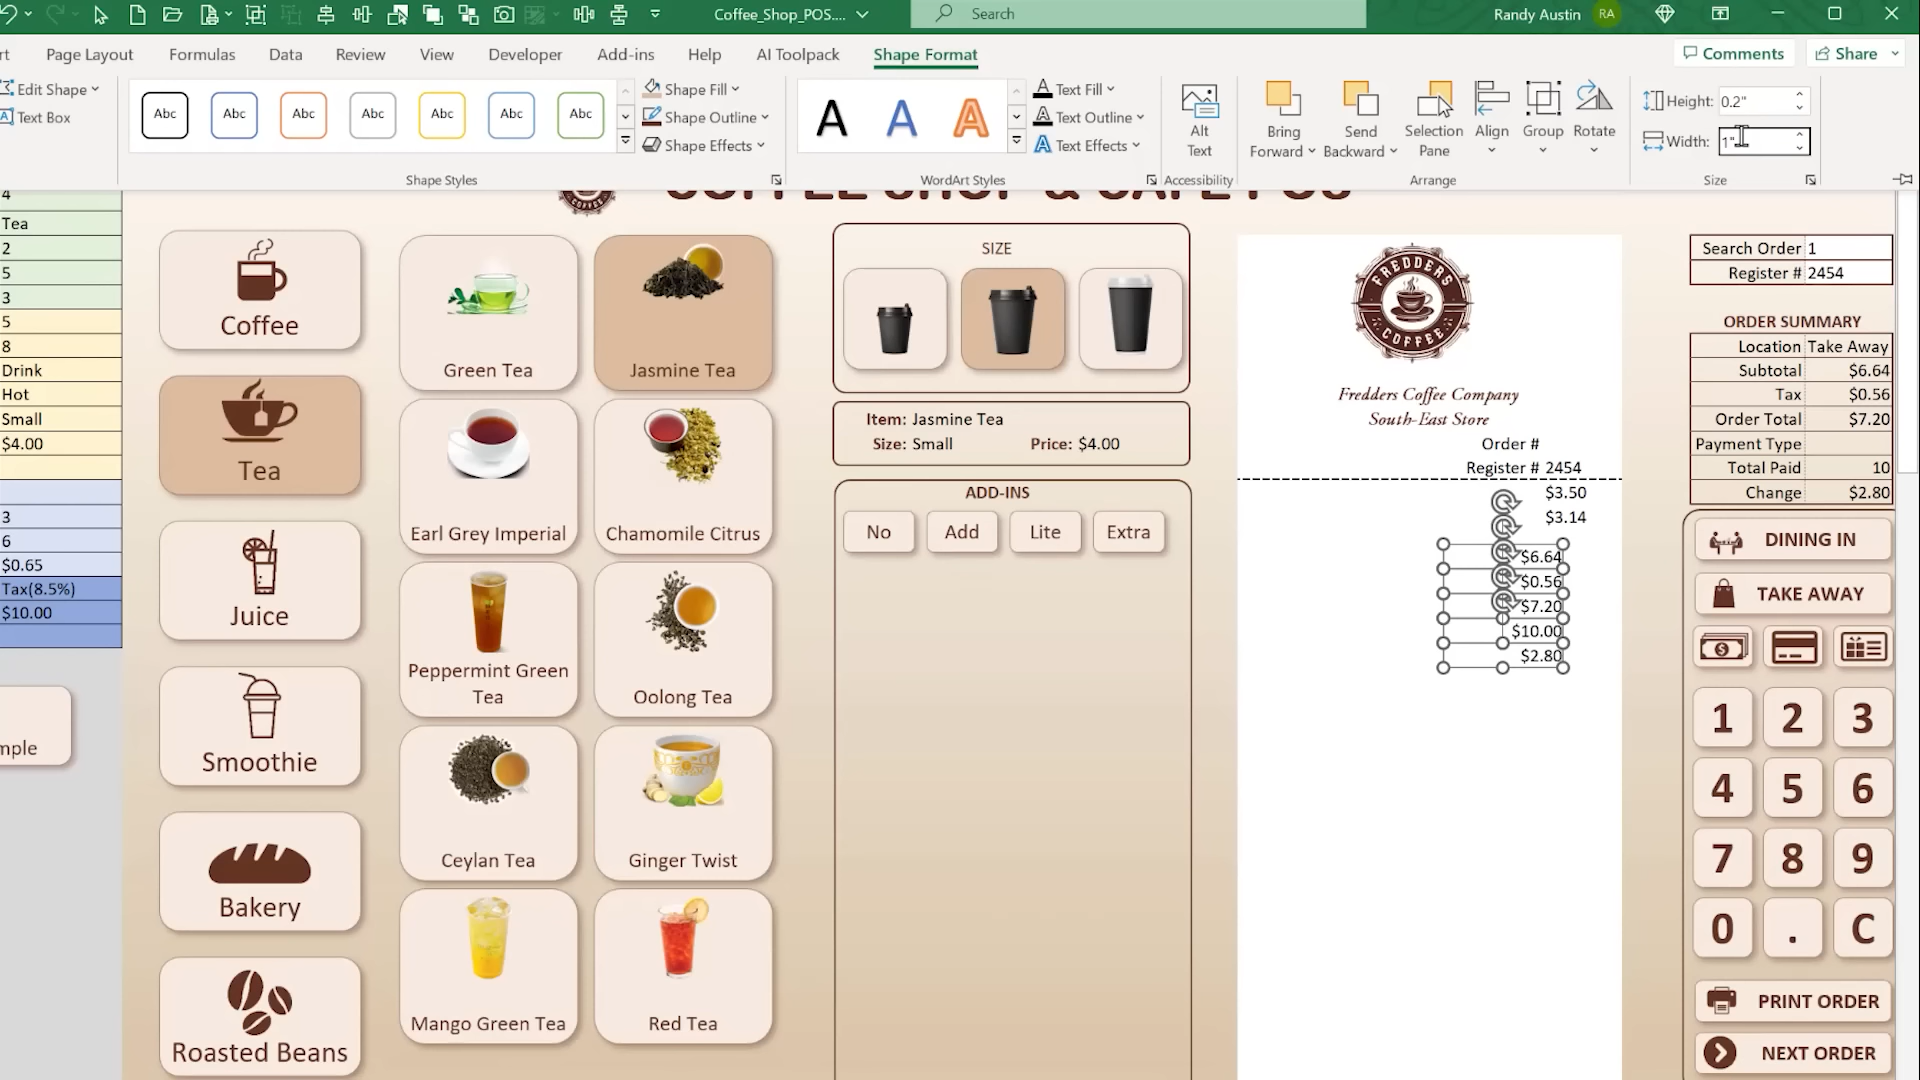 Coffee_Shop_POS....
Search
Randy Austin
RA
rt
Page Layout
Formulas
Data
Review
View
Developer
Add-ins
Help
AI Toolpack
Shape Format
Comments
Share
Edit Shape
Text Box
Abc
Abc
Abc
Abc
Abc
Abc
Abc
Shape Fill
Shape Outline
Shape Effects
Shape Styles
A
A
A
Text Fill
Text Outline
Text Effects
WordArt Styles
Alt
Text
Accessibility
Bring
Forward
Send
Backward
Selection
Pane
Align
Group
Rotate
Arrange
Height: 0.2"
Width: 1"
Size
COFFEE SHOP & CAFE POS
COFFEE
4
Tea
2
5
3
5
8
Drink
Hot
Small
$4.00
3
6
$0.65
Tax(8.5%)
$10.00
mple
Coffee
Tea
Juice
Smoothie
Bakery
Roasted Beans
Green Tea
Jasmine Tea
Earl Grey Imperial
Chamomile Citrus
Peppermint Green
Tea
Oolong Tea
Ceylan Tea
Ginger Twist
Mango Green Tea
Red Tea
SIZE
Item: Jasmine Tea
Size: Small Price: $4.00
ADD-INS
No
Add
Lite
Extra
FREDDERS
COFFEE
Fredders Coffee Company
South-East Store
Order #
Register # 2454
$3.50
$3.14
$6.64
$0.56
$7.20
$10.00
$2.80
Search Order 1
Register # 2454
ORDER SUMMARY
Location Take Away
Subtotal $6.64
Tax $0.56
Order Total $7.20
Payment Type
Total Paid 10
Change $2.80
DINING IN
TAKE AWAY
1 2 3
4 5 6
7 8 9
0 . C
PRINT ORDER
NEXT ORDER